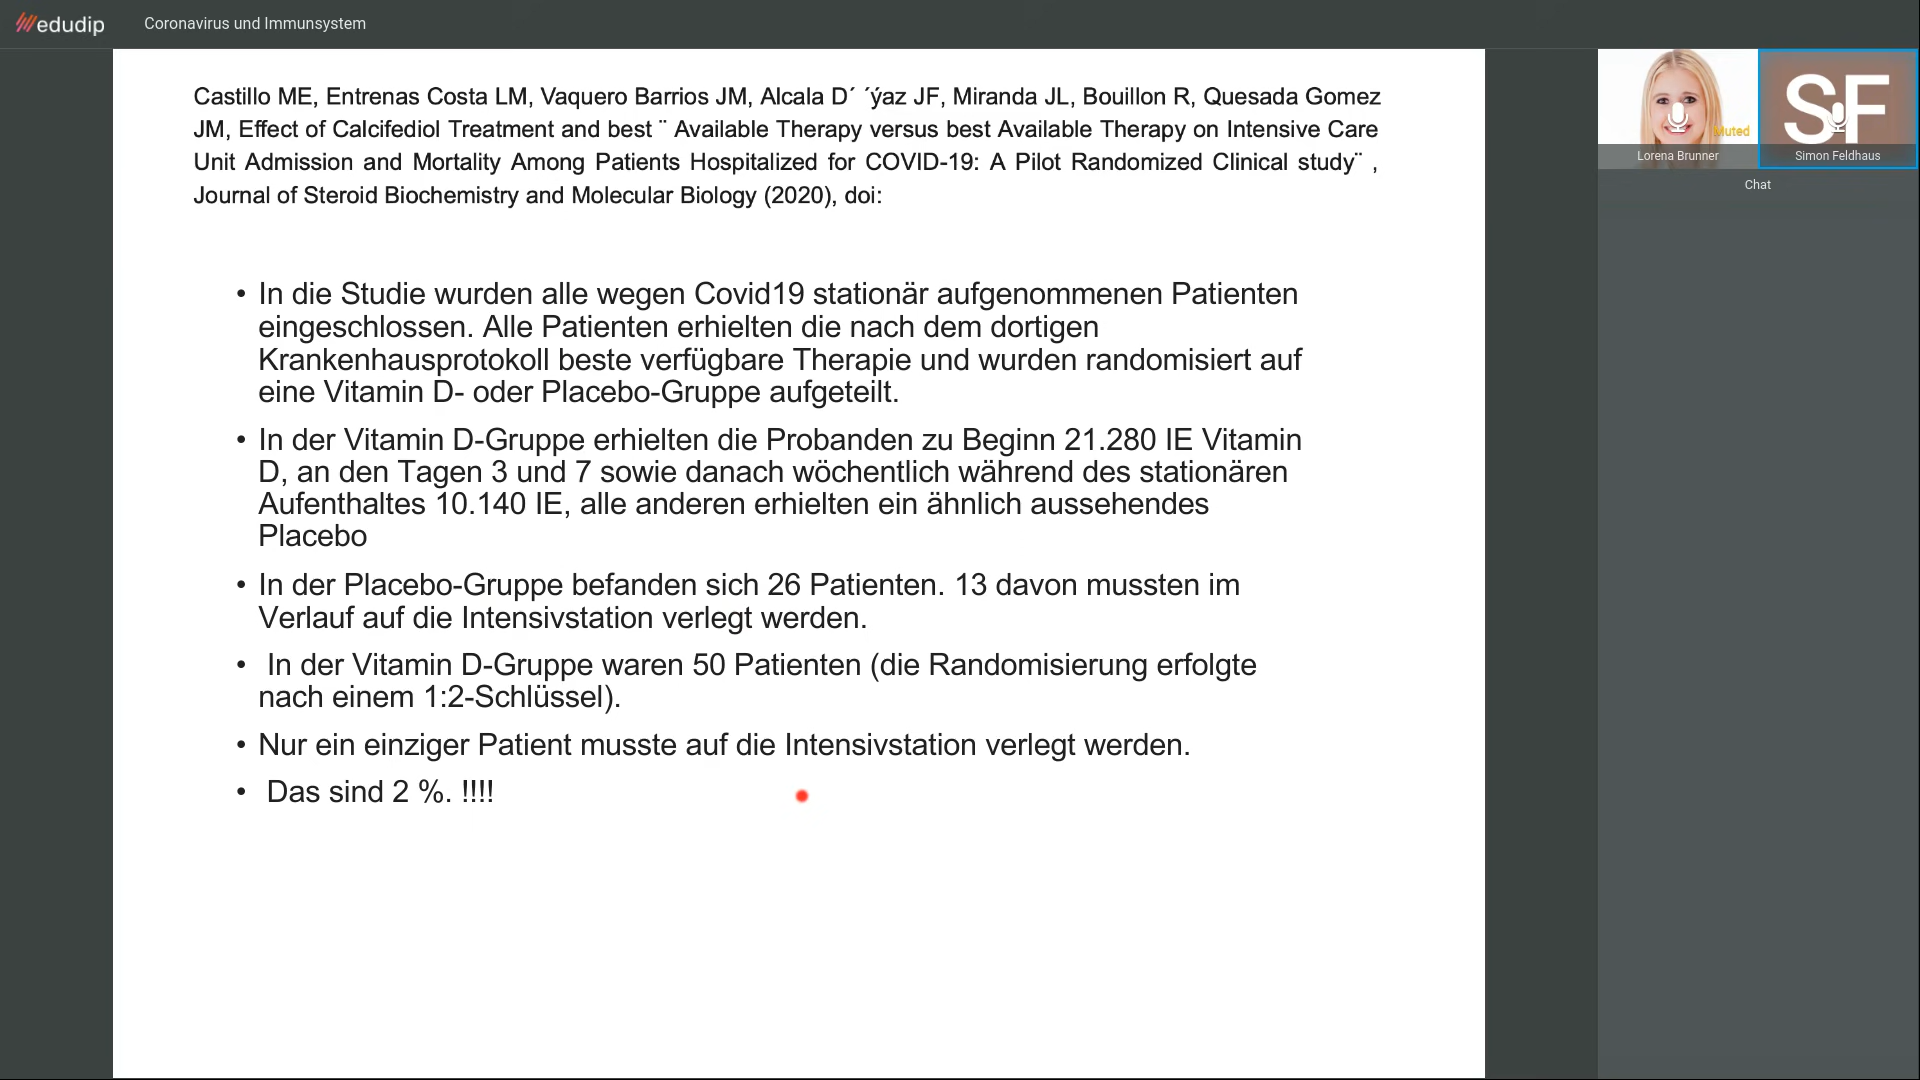 edudip
Coronavirus und Immunsystem
Castillo ME, Entrenas Costa LM, Vaquero Barrios JM, Alcala D´ ´ýaz JF, Miranda JL, Bouillon R, Quesada Gomez
JM, Effect of Calcifediol Treatment and best ¨ Available Therapy versus best Available Therapy on Intensive Care
Unit Admission and Mortality Among Patients Hospitalized for COVID-19: A Pilot Randomized Clinical study¨ ,
Journal of Steroid Biochemistry and Molecular Biology (2020), doi:
• In die Studie wurden alle wegen Covid19 stationär aufgenommenen Patienten
eingeschlossen. Alle Patienten erhielten die nach dem dortigen
Krankenhausprotokoll beste verfügbare Therapie und wurden randomisiert auf
eine Vitamin D- oder Placebo-Gruppe aufgeteilt.
• In der Vitamin D-Gruppe erhielten die Probanden zu Beginn 21.280 IE Vitamin
D, an den Tagen 3 und 7 sowie danach wöchentlich während des stationären
Aufenthaltes 10.140 IE, alle anderen erhielten ein ähnlich aussehendes
Placebo
• In der Placebo-Gruppe befanden sich 26 Patienten. 13 davon mussten im
Verlauf auf die Intensivstation verlegt werden.
• In der Vitamin D-Gruppe waren 50 Patienten (die Randomisierung erfolgte
nach einem 1:2-Schlüssel).
• Nur ein einziger Patient musste auf die Intensivstation verlegt werden.
• Das sind 2 %. !!!!
Muted
Lorena Brunner
SF
Simon Feldhaus
Chat